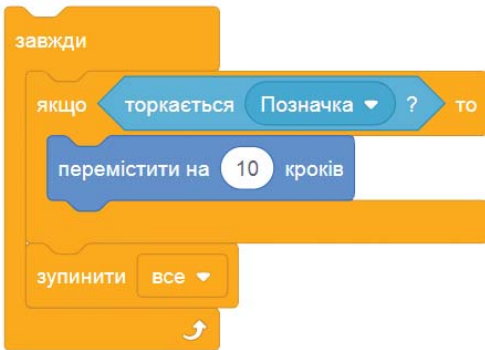 завжди
якщо торкається Позначка ? то
перемістити на 10 кроків
зупинити все